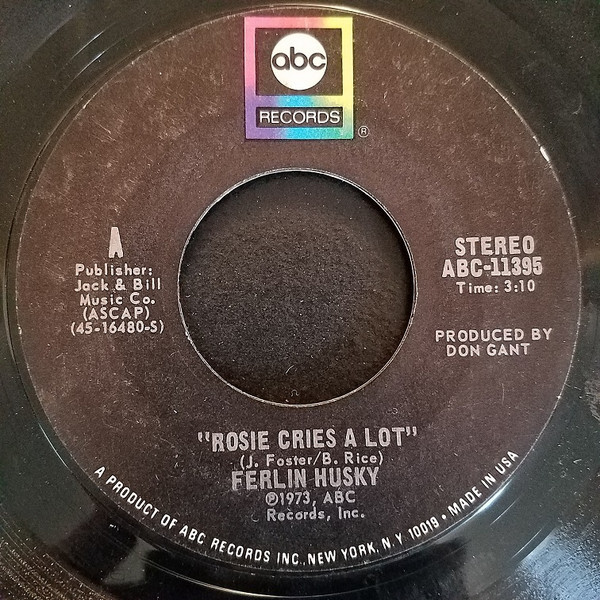 abc
RECORDS
®
A
Publisher:
Jack & Bill
Music Co.
(ASCAP)
(45-16480-S)
STEREO
ABC-11395
Time: 3:10
PRODUCED BY
DON GANT
"ROSIE CRIES A LOT"
(J. Foster/B. Rice)
FERLIN HUSKY
℗1973, ABC
Records, Inc.
A PRODUCT OF ABC RECORDS INC., NEW YORK, N.Y. 10019 • MADE IN USA